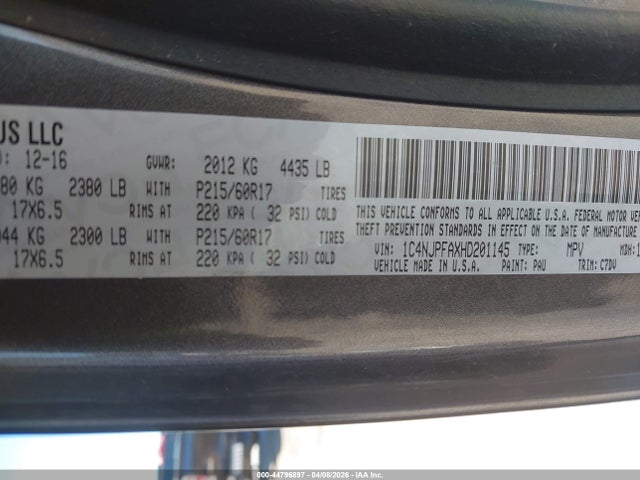 US LLC
12-16 GVWR: 2012 KG 4435 LB
80 KG 2380 LB WITH P215/60R17 TIRES
17X6.5 RIMS AT 220 KPA ( 32 PSI) COLD
044 KG 2300 LB WITH P215/60R17 TIRES
17X6.5 RIMS AT 220 KPA ( 32 PSI) COLD
THIS VEHICLE CONFORMS TO ALL APPLICABLE U.S.A. FEDERAL MOTOR VEHI
THEFT PREVENTION STANDARDS IN EFFECT ON THE DATE OF MANUFACTURE
VIN: 1C4NJPFAXHD201145 TYPE: MPV MDH:1
VEHICLE MADE IN U.S.A. PAINT: PAU TRIM: C7DV
000-44796897 - 04/08/2026 - IAA Inc.